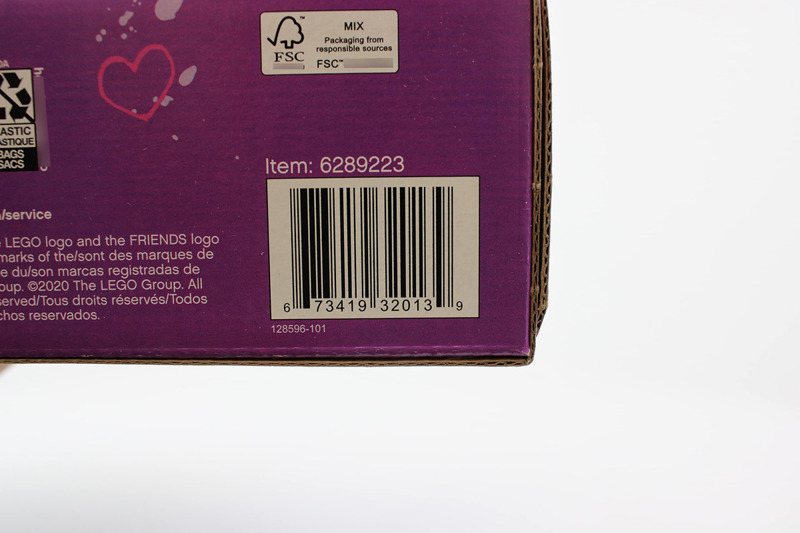 MIX
Packaging from
responsible sources
FSC
FSC™
DA
ASTIC
ASTIQUE
BAGS
SACS
Item: 6289223
6 73419 32013 9
128596-101
/service
LEGO logo and the FRIENDS logo
marks of the/sont des marques de
e du/son marcas registradas de
oup. ©2020 The LEGO Group. All
served/Tous droits réservés/Todos
chos reservados.